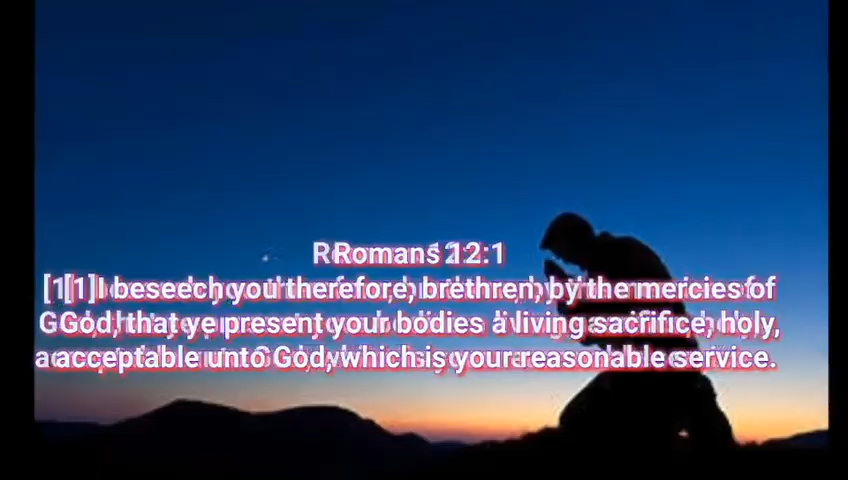 Romans 12:1
[1] I beseech you therefore, brethren, by the mercies of
God, that ye present your bodies a living sacrifice, holy,
acceptable unto God, which is your reasonable service.